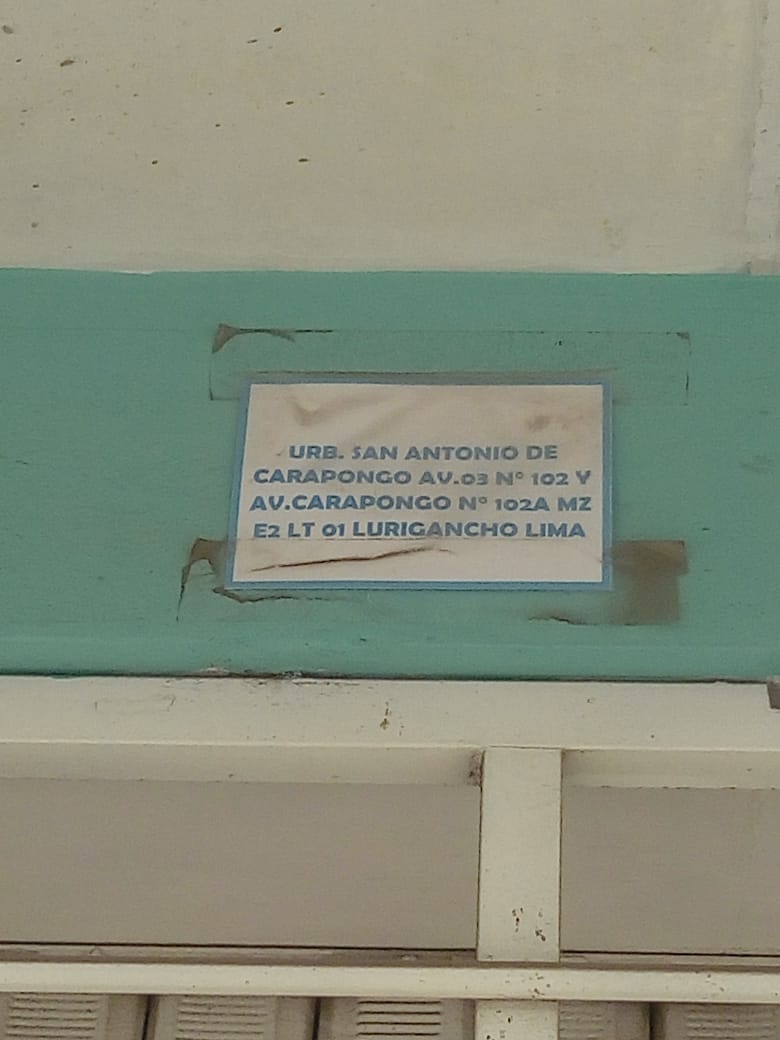 URB. SAN ANTONIO DE
CARAPONGO AV.03 N° 102 Y
AV.CARAPONGO N° 102A MZ
E2 LT 01 LURIGANCHO LIMA